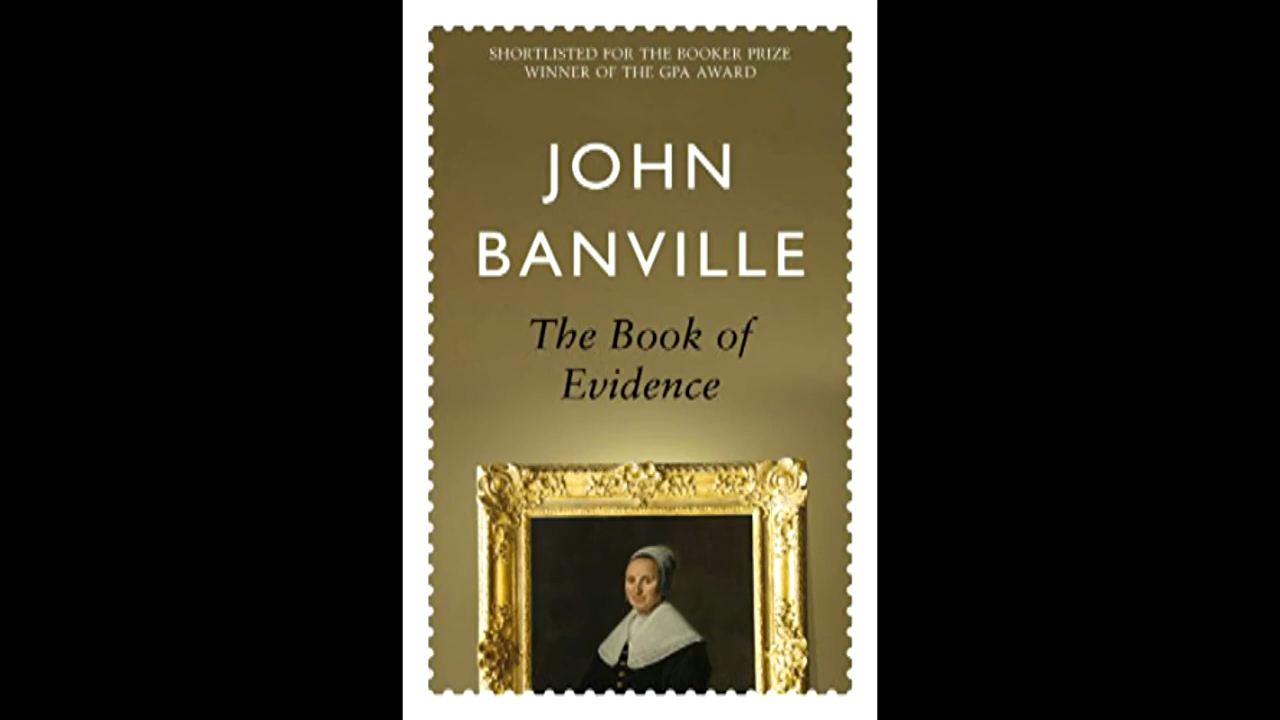 SHORTLISTED FOR THE BOOKER PRIZE
WINNER OF THE GPA AWARD
JOHN
BANVILLE
The Book of
Evidence